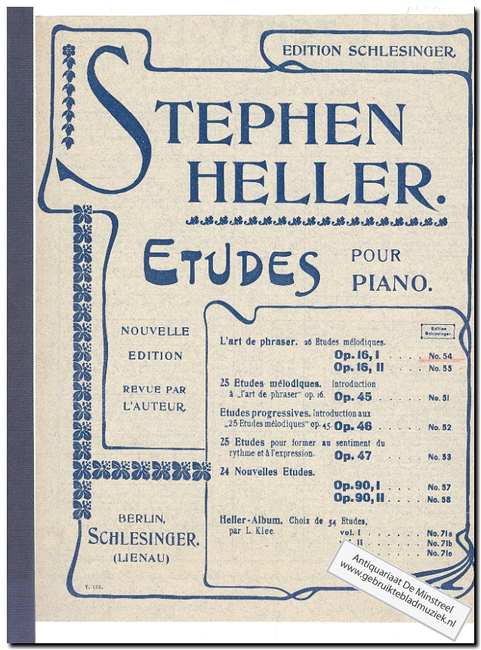 EDITION SCHLESINGER
STEPHEN
HELLER.
ETUDES POUR
PIANO.
NOUVELLE
EDITION
REVUE PAR
L'AUTEUR.
Edition
Schlesinger.
L'art de phraser. 26 Etudes mélodiques.
Op. 16, I . . . . No. 54
Op. 16, II . . . . No. 55
25 Etudes mélodiques. Introduction
à „l'art de phraser" op. 16. Op. 45 . . . . . No. 51
Etudes progressives. Introduction aux
„25 Etudes mélodiques" op. 45. Op. 46 . . . . . No. 52
25 Etudes pour former au sentiment du
rythme et à l'expression. Op. 47 . . . . . No. 53
24 Nouvelles Etudes.
Op. 90, I . . . . No. 57
Op. 90, II . . . . No. 58
Heller-Album. Choix de 54 Etudes,
par L. Klee. vol. I . . . . . No. 71a
II . . . . No. 71b
No. 71c
BERLIN,
SCHLESINGER.
(LIENAU)
Antiquariaat De Minstreel
www.gebruiktebladmuziek.nl